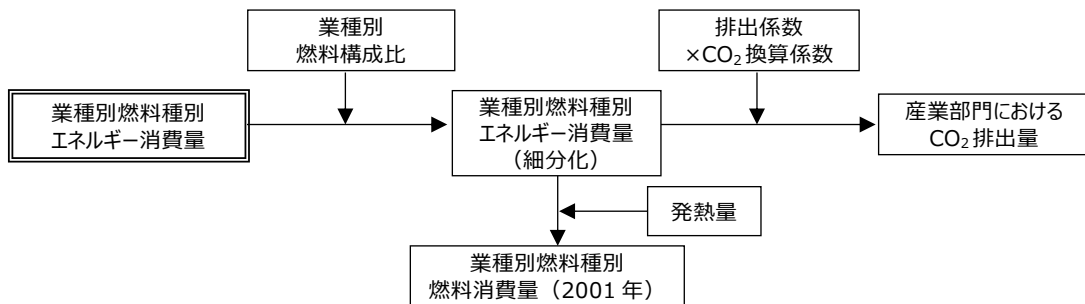 業種別
燃料構成比
排出係数
×CO₂換算係数
業種別燃料種別
エネルギー消費量
業種別燃料種別
エネルギー消費量
（細分化）
産業部門における
CO₂排出量
発熱量
業種別燃料種別
燃料消費量（2001 年）